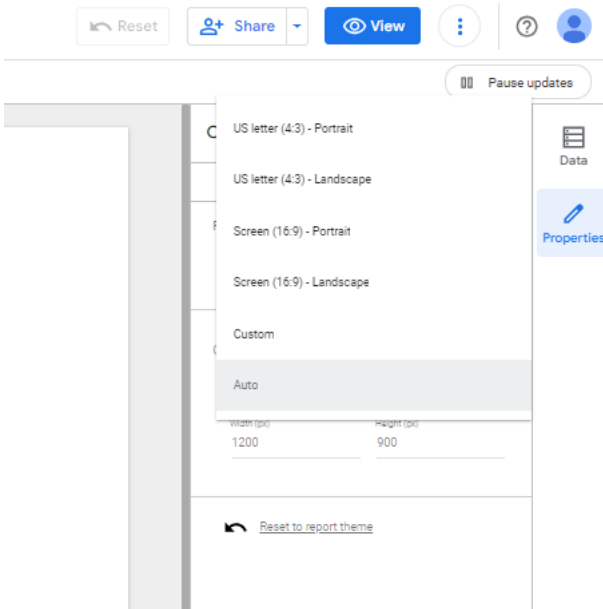 Reset
Share
View
Pause updates
US letter (4:3) - Portrait
US letter (4:3) - Landscape
Screen (16:9) - Portrait
Screen (16:9) - Landscape
Custom
Auto
Width (px) Height (px)
1200 900
Reset to report theme
Data
Properties